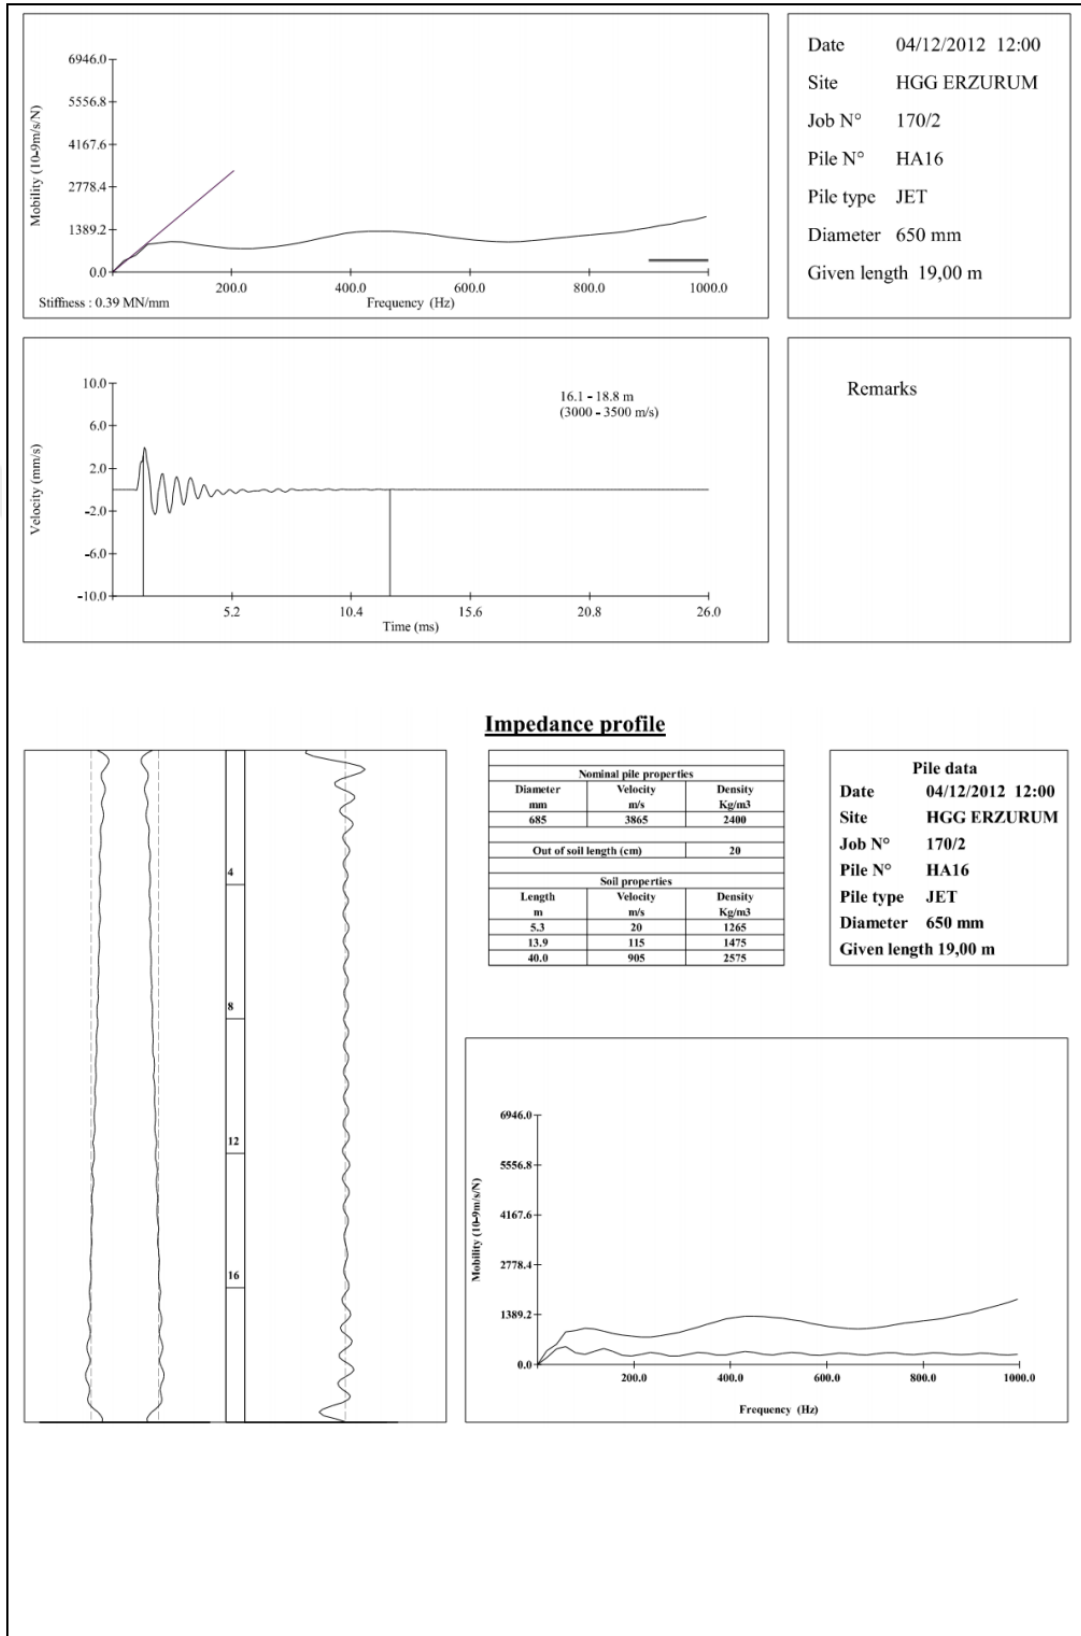 6946.0
5556.8
4167.6
2778.4
1389.2
0.0
Mobility (10-9m/s/N)
200.0 400.0 600.0 800.0 1000.0
Stiffness : 0.39 MN/mm
Frequency (Hz)
Date 04/12/2012 12:00
Site HGG ERZURUM
Job N° 170/2
Pile N° HA16
Pile type JET
Diameter 650 mm
Given length 19,00 m
10.0
6.0
2.0
-2.0
-6.0
-10.0
Velocity (mm/s)
16.1 - 18.8 m
(3000 - 3500 m/s)
5.2 10.4 15.6 20.8 26.0
Time (ms)
Remarks
Impedance profile
4
8
12
16
Nominal pile properties
Diameter Velocity Density
mm m/s Kg/m3
685 3865 2400
Out of soil length (cm) 20
Soil properties
Length Velocity Density
m m/s Kg/m3
5.3 20 1265
13.9 115 1475
40.0 905 2575
Pile data
Date 04/12/2012 12:00
Site HGG ERZURUM
Job N° 170/2
Pile N° HA16
Pile type JET
Diameter 650 mm
Given length 19,00 m
6946.0
5556.8
4167.6
2778.4
1389.2
0.0
Mobility (10-9m/s/N)
200.0 400.0 600.0 800.0 1000.0
Frequency (Hz)